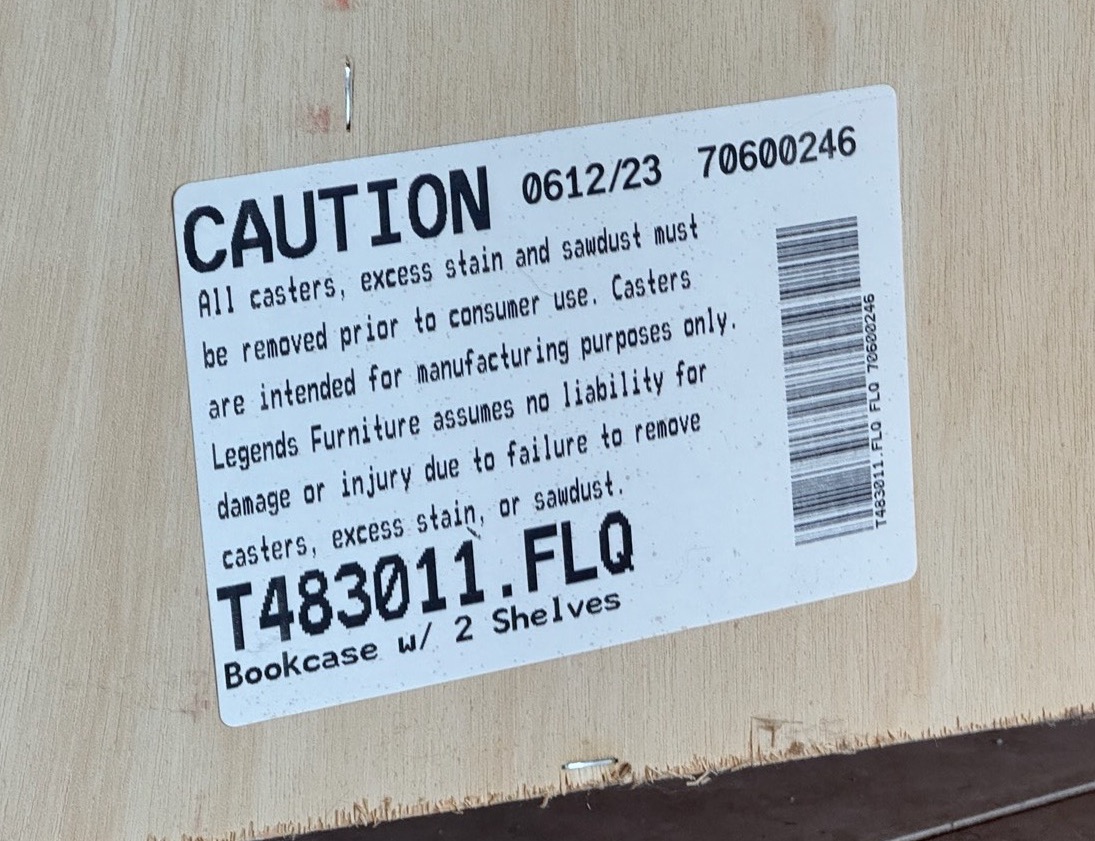 CAUTION 0612/23 70600246
All casters, excess stain and sawdust must
be removed prior to consumer use. Casters
are intended for manufacturing purposes only.
Legends Furniture assumes no liability for
damage or injury due to failure to remove
casters, excess stain, or sawdust.
T483011.FLQ
Bookcase w/ 2 Shelves
T483011.FLQ FLQ 70600246